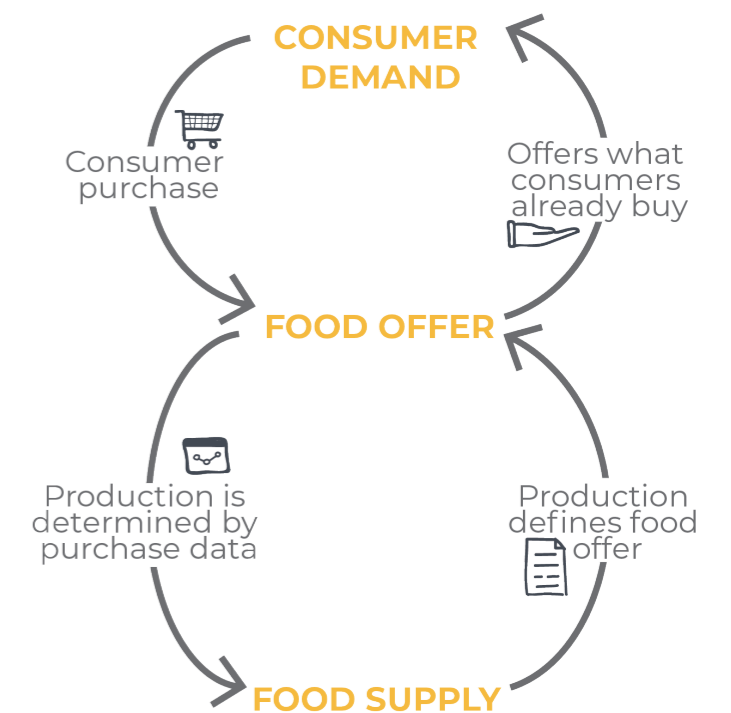 CONSUMER
DEMAND
Consumer
purchase
Offers what
consumers
already buy
FOOD OFFER
Production is
determined by
purchase data
Production
defines food
offer
FOOD SUPPLY